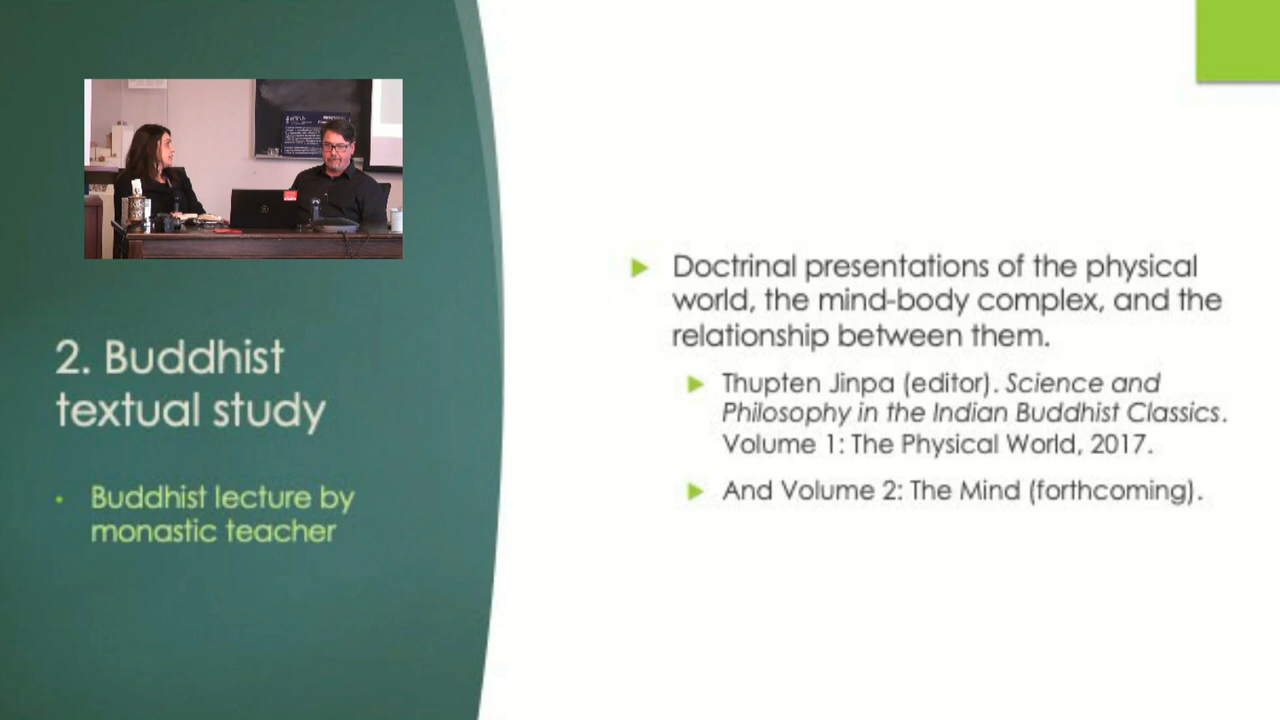 2. Buddhist
textual study
• Buddhist lecture by
monastic teacher
Doctrinal presentations of the physical
world, the mind-body complex, and the
relationship between them.
Thupten Jinpa (editor). Science and
Philosophy in the Indian Buddhist Classics.
Volume 1: The Physical World, 2017.
And Volume 2: The Mind (forthcoming).